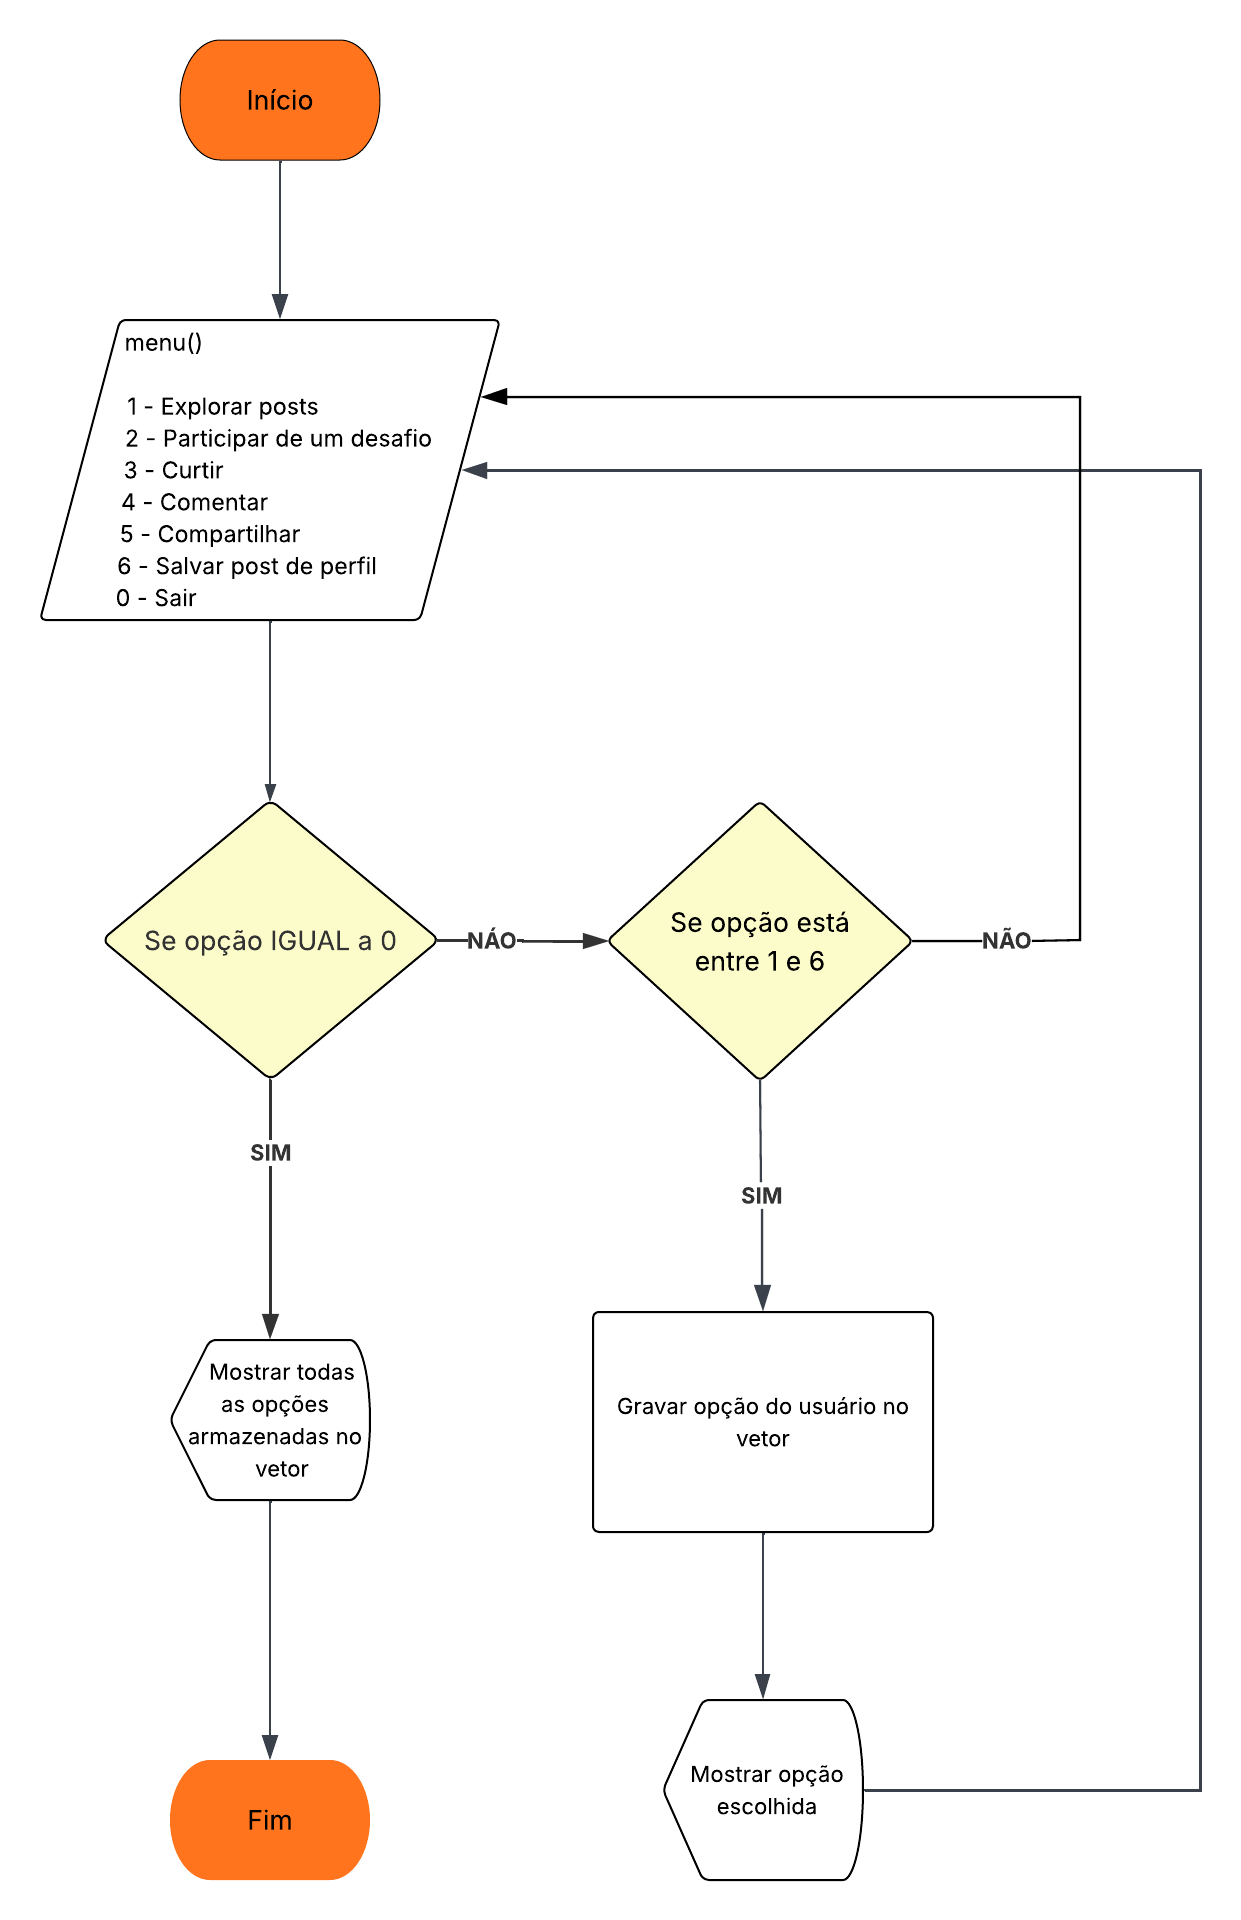 Início
menu()
1 - Explorar posts
2 - Participar de um desafio
3 - Curtir
4 - Comentar
5 - Compartilhar
6 - Salvar post de perfil
0 - Sair
Se opção IGUAL a 0
NÁO
Se opção está
entre 1 e 6
NÃO
SIM
SIM
Mostrar todas
as opções
armazenadas no
vetor
Gravar opção do usuário no
vetor
Mostrar opção
escolhida
Fim